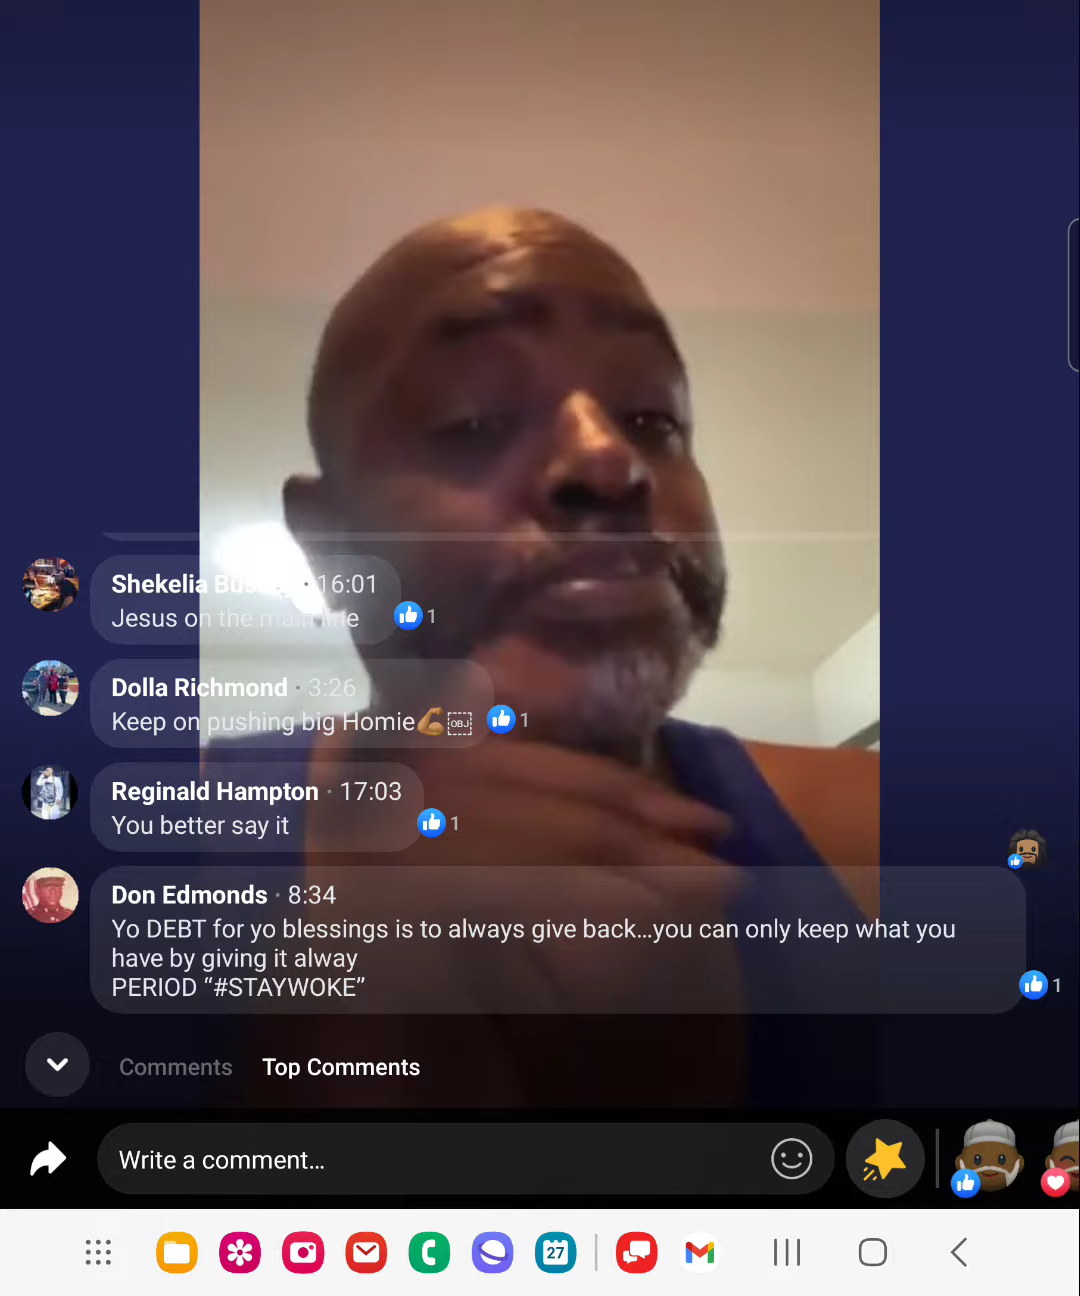 Shekelia · 16:01
Jesus on the main line
1
Dolla Richmond · 3:26
Keep on pushing big Homie💪 OBJ
1
Reginald Hampton · 17:03
You better say it
1
Don Edmonds · 8:34
Yo DEBT for yo blessings is to always give back...you can only keep what you
have by giving it alway
PERIOD “#STAYWOKE”
1
Comments Top Comments
Write a comment...
27